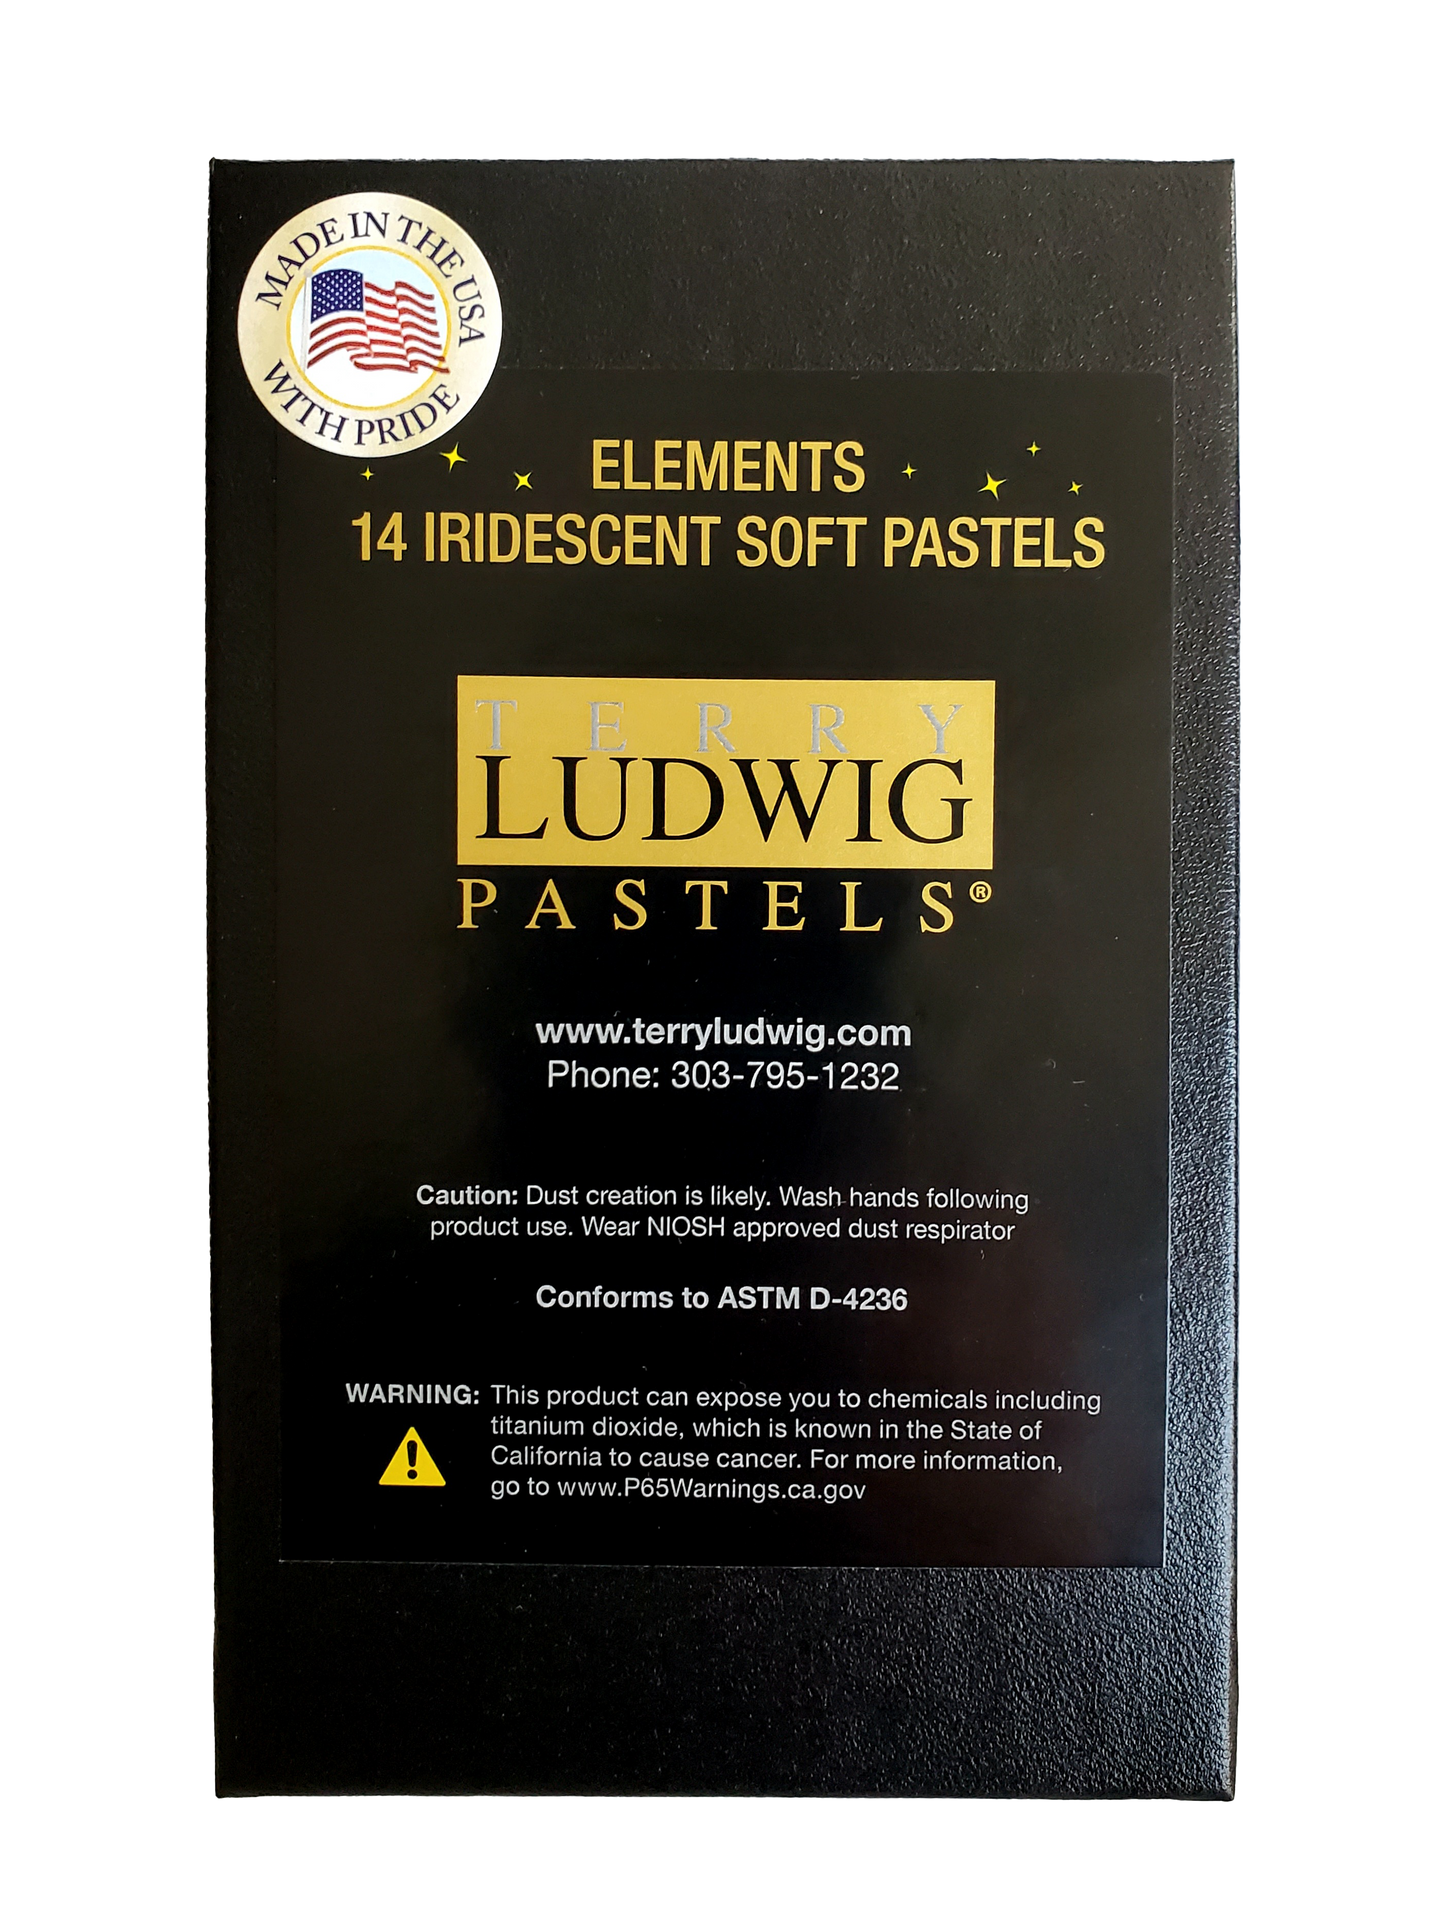 MADE IN THE USA
WITH PRIDE
ELEMENTS
14 IRIDESCENT SOFT PASTELS
TERRY
LUDWIG
PASTELS®
www.terryludwig.com
Phone: 303-795-1232
Caution: Dust creation is likely. Wash hands following
product use. Wear NIOSH approved dust respirator
Conforms to ASTM D-4236
WARNING: This product can expose you to chemicals including
titanium dioxide, which is known in the State of
California to cause cancer. For more information,
go to www.P65Warnings.ca.gov